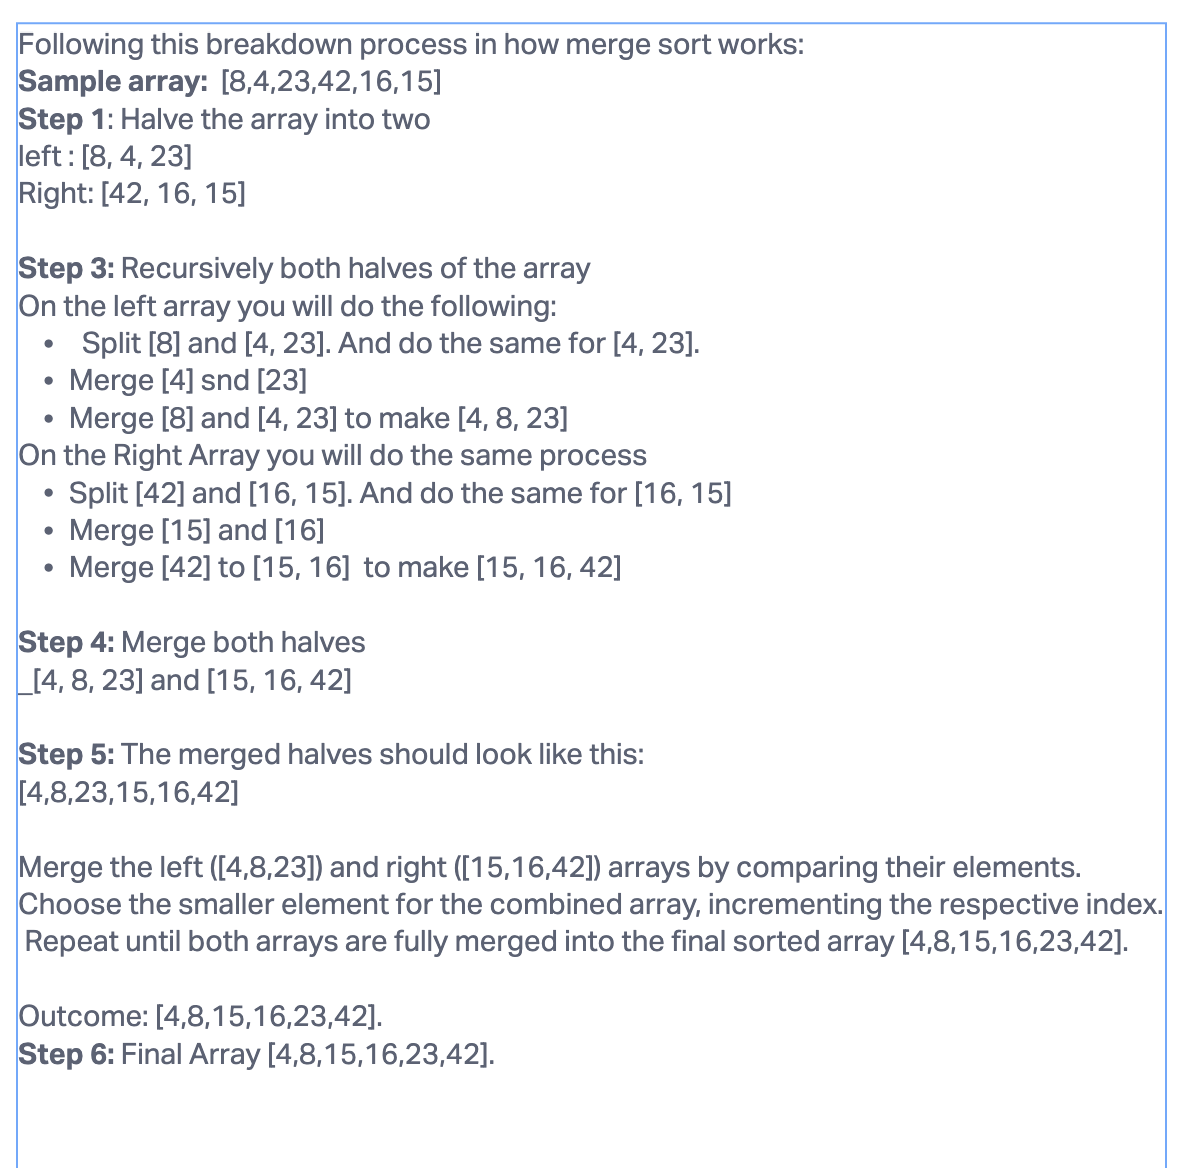 Following this breakdown process in how merge sort works:
Sample array:  [8,4,23,42,16,15]
Step 1: Halve the array into two
left : [8, 4, 23]
Right: [42, 16, 15]
Step 3: Recursively both halves of the array
On the left array you will do the following:
•   Split [8] and [4, 23]. And do the same for [4, 23].
• Merge [4] snd [23]
• Merge [8] and [4, 23] to make [4, 8, 23]
On the Right Array you will do the same process
• Split [42] and [16, 15]. And do the same for [16, 15]
• Merge [15] and [16]
• Merge [42] to [15, 16]  to make [15, 16, 42]
Step 4: Merge both halves
_[4, 8, 23] and [15, 16, 42]
Step 5: The merged halves should look like this:
[4,8,23,15,16,42]
Merge the left ([4,8,23]) and right ([15,16,42]) arrays by comparing their elements.
Choose the smaller element for the combined array, incrementing the respective index.
Repeat until both arrays are fully merged into the final sorted array [4,8,15,16,23,42].
Outcome: [4,8,15,16,23,42].
Step 6: Final Array [4,8,15,16,23,42].